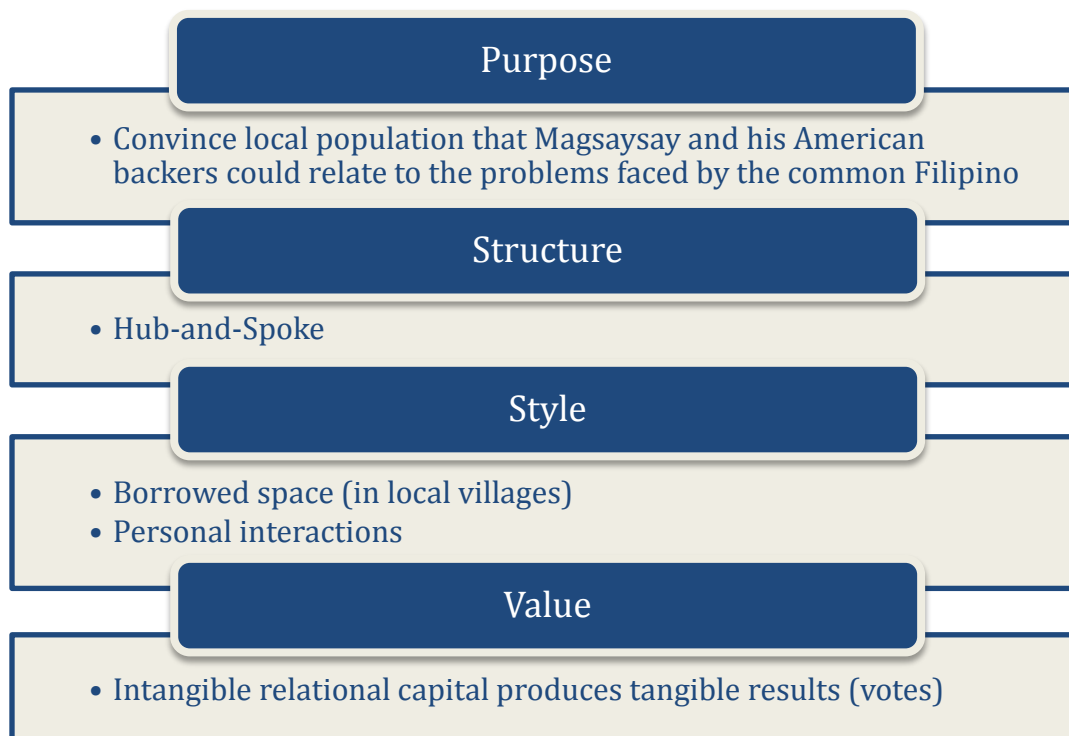 Purpose
• Convince local population that Magsaysay and his American
backers could relate to the problems faced by the common Filipino
Structure
• Hub-and-Spoke
Style
• Borrowed space (in local villages)
• Personal interactions
Value
• Intangible relational capital produces tangible results (votes)